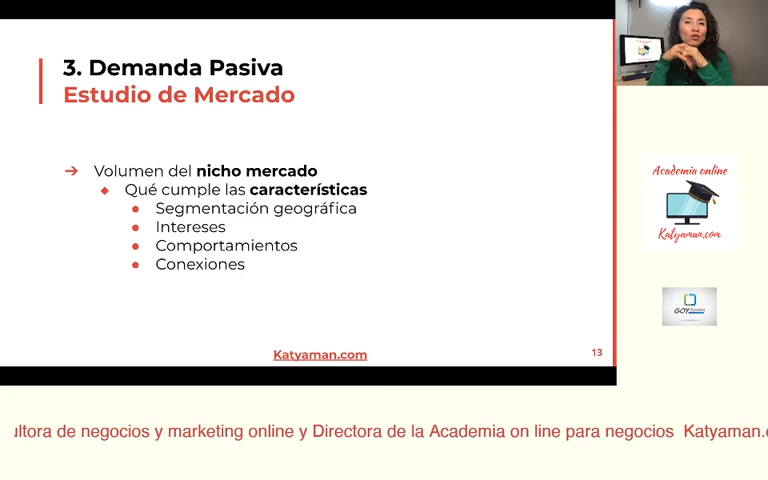 3. Demanda Pasiva
Estudio de Mercado
Volumen del nicho mercado
Qué cumple las características
Segmentación geográfica
Intereses
Comportamientos
Conexiones
Katyaman.com
13
Academia online
Katyaman.com
ultora de negocios y marketing online y Directora de la Academia on line para negocios Katyaman.c